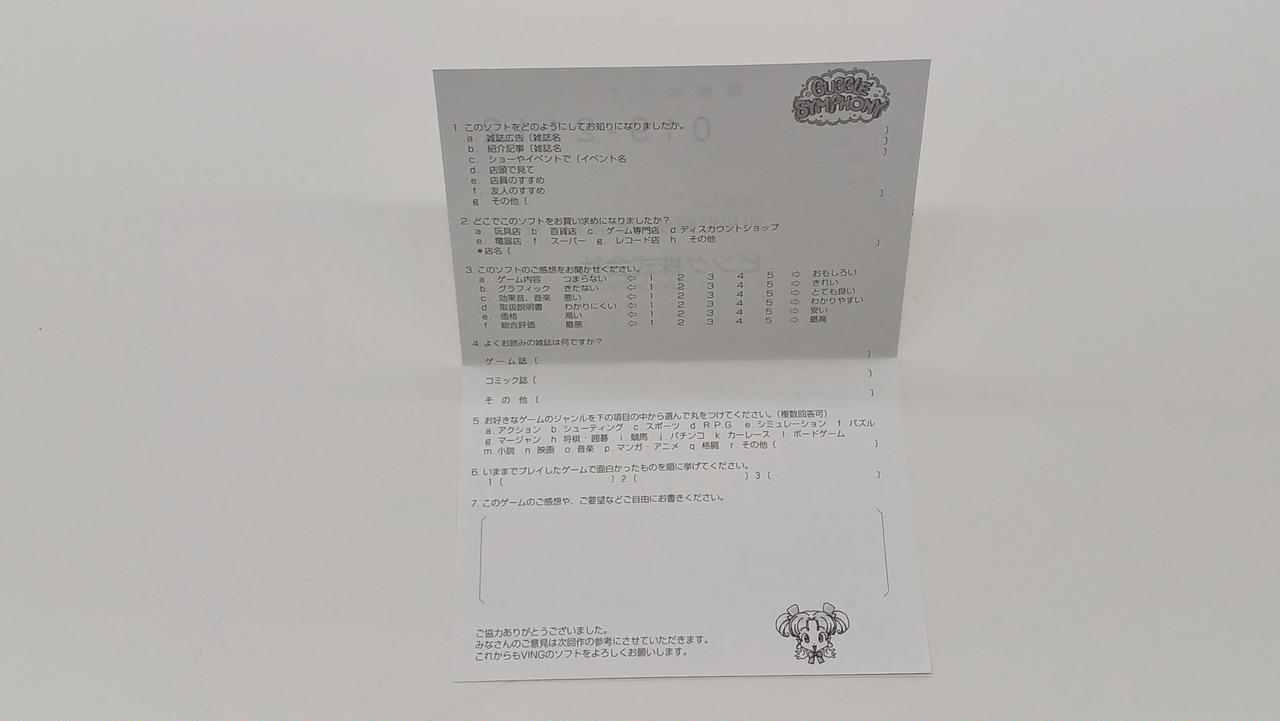 BUBBLE
SYMPHONY
1. このソフトをどのようにしてお知りになりましたか。
a. 雑誌広告〔雑誌名 〕
b. 紹介記事〔雑誌名 〕
c. ショーやイベントで〔イベント名 〕
d. 店頭で見て
e. 店員のすすめ
f. 友人のすすめ
g. その他〔 〕
2. どこでこのソフトをお買い求めになりましたか?
a. 玩具店 b. 百貨店 c. ゲーム専門店 d.ディスカウントショップ
e. 電器店 f. スーパー g. レコード店 h. その他
*店名〔 〕
3. このソフトのご感想をお聞かせください。
a. ゲーム内容 つまらない ⇦ 1 2 3 4 5 ⇨ おもしろい
b. グラフィック きたない ⇦ 1 2 3 4 5 ⇨ きれい
c. 効果音、音楽 悪い ⇦ 1 2 3 4 5 ⇨ とても良い
d. 取扱説明書 わかりにくい ⇦ 1 2 3 4 5 ⇨ わかりやすい
e. 価格 高い ⇦ 1 2 3 4 5 ⇨ 安い
f. 総合評価 最悪 ⇦ 1 2 3 4 5 ⇨ 最高
4. よくお読みの雑誌は何ですか?
ゲーム誌〔 〕
コミック誌〔 〕
その他〔 〕
5. お好きなゲームのジャンルを下の項目の中から選んで丸をつけてください。(複数回答可)
a. アクション b. シューティング c. スポーツ d. R.P.G e. シミュレーション f. パズル
g. マージャン h. 将棋・囲碁 i. 競馬 j. パチンコ k. カーレース l. ボードゲーム
m. 小説 n. 映画 o. 音楽 p. マンガ・アニメ q. 格闘 r. その他〔 〕
6. いままでプレイしたゲームで面白かったものを順に挙げてください。
1〔 〕2〔 〕3〔 〕
7. このゲームのご感想や、ご要望などご自由にお書きください。
ご協力ありがとうございました。
みなさんのご意見は次回作の参考にさせていただきます。
これからもVINGのソフトをよろしくお願いします。